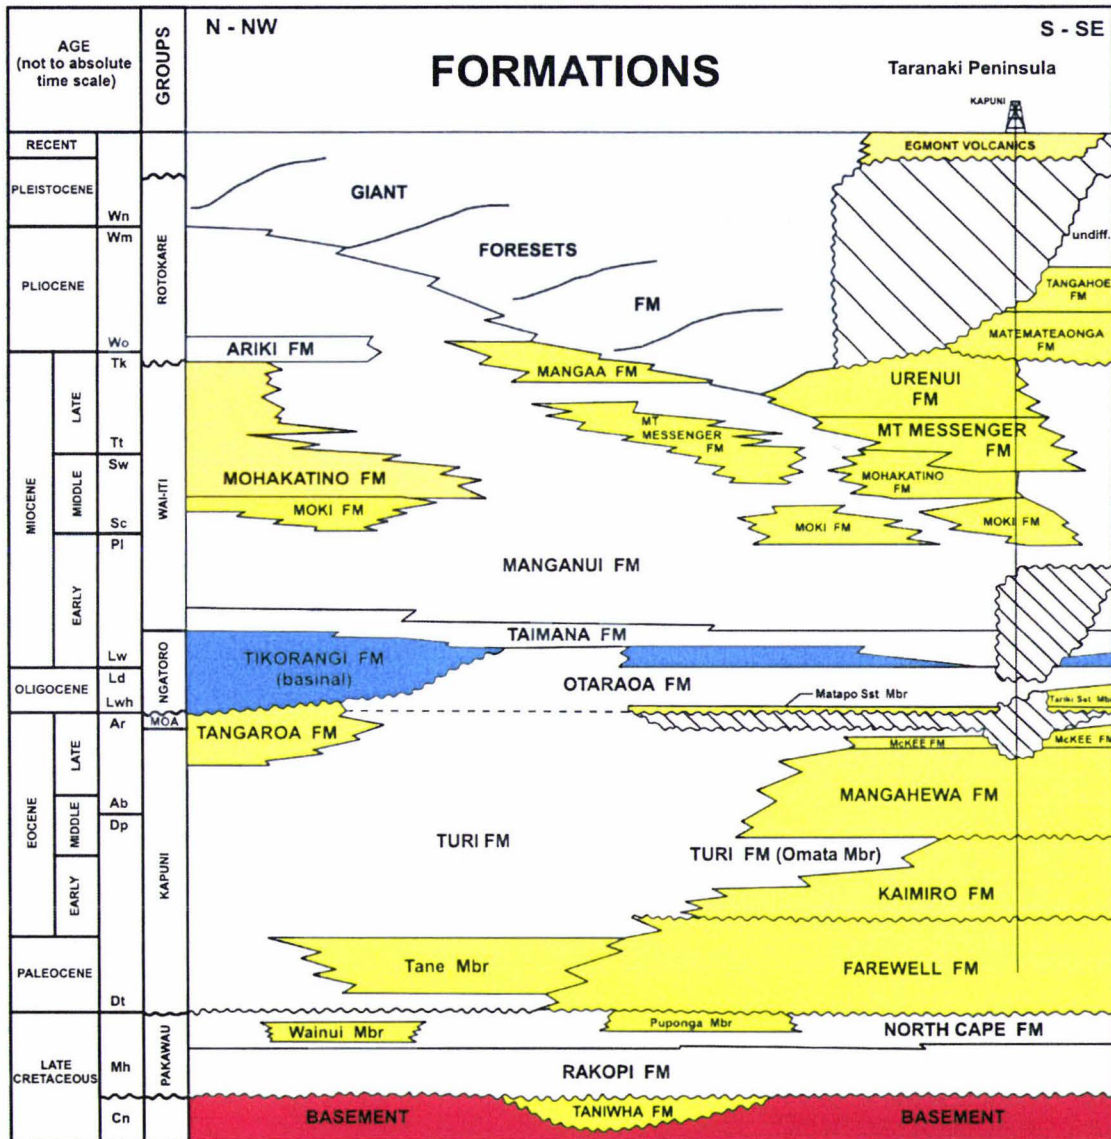 N - NW
S - SE
AGE
(not to absolute
time scale)
GROUPS
FORMATIONS
Taranaki Peninsula
KAPUNI
RECENT
EGMONT VOLCANICS
PLEISTOCENE
GIANT
Wn
Wm
undiff.
FORESETS
ROTOKARE
PLIOCENE
TANGAHOE
FM
FM
Wo
ARIKI FM
MATEMATEAONGA
FM
Tk
MANGAA FM
URENUI
FM
LATE
MT
MESSENGER
FM
MT MESSENGER
FM
Tt
Sw
MOHAKATINO FM
MOHAKATINO
FM
MIOCENE
MIDDLE
WAI-ITI
MOKI FM
MOKI FM
MOKI FM
Sc
Pl
MANGANUI FM
EARLY
TAIMANA FM
Lw
TIKORANGI FM
(basinal)
NGATORO
Ld
OTARAOA FM
OLIGOCENE
Lwh
Matapo Sst Mbr
Tariki Sst Mbr
Ar
MOA
TANGAROA FM
McKEE FM
McKEE FM
LATE
MANGAHEWA FM
Ab
Dp
EOCENE
MIDDLE
TURI FM
TURI FM (Omata Mbr)
KAPUNI
EARLY
KAIMIRO FM
PALEOCENE
Tane Mbr
FAREWELL FM
Dt
Wainui Mbr
Puponga Mbr
NORTH CAPE FM
PAKAWAU
LATE
CRETACEOUS
Mh
RAKOPI FM
Cn
BASEMENT
TANIWHA FM
BASEMENT